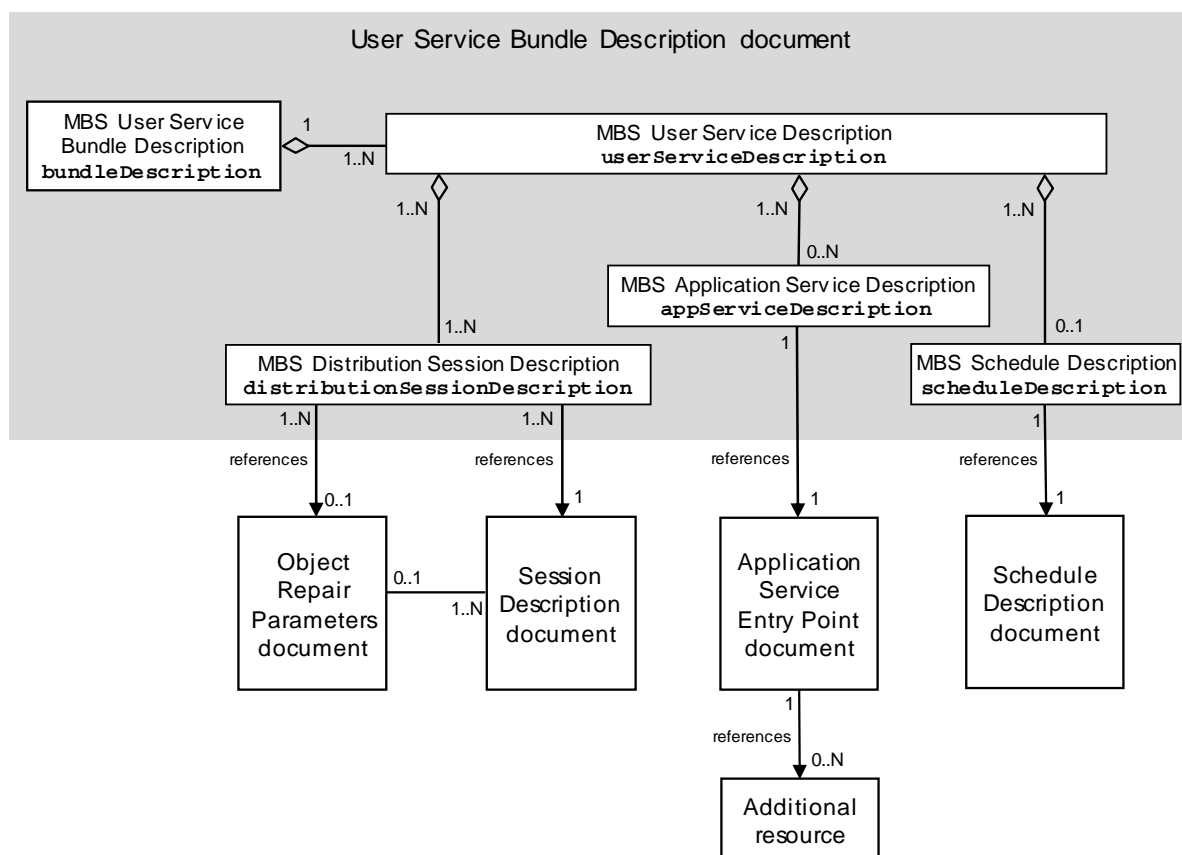 User Service Bundle Description document
MBS User Service
Bundle Description
bundleDescription
1
1..N
MBS User Service Description
userServiceDescription
1..N
1..N
1..N
0..N
MBS Application Service Description
appServiceDescription
1..N
0..1
1
MBS Distribution Session Description
distributionSessionDescription
MBS Schedule Description
scheduleDescription
1..N
1..N
1
references
references
references
references
0..1
1
1
1
Object
Repair
Parameters
document
0..1
1..N
Session
Description
document
Application
Service
Entry Point
document
Schedule
Description
document
1
references
0..N
Additional
resource